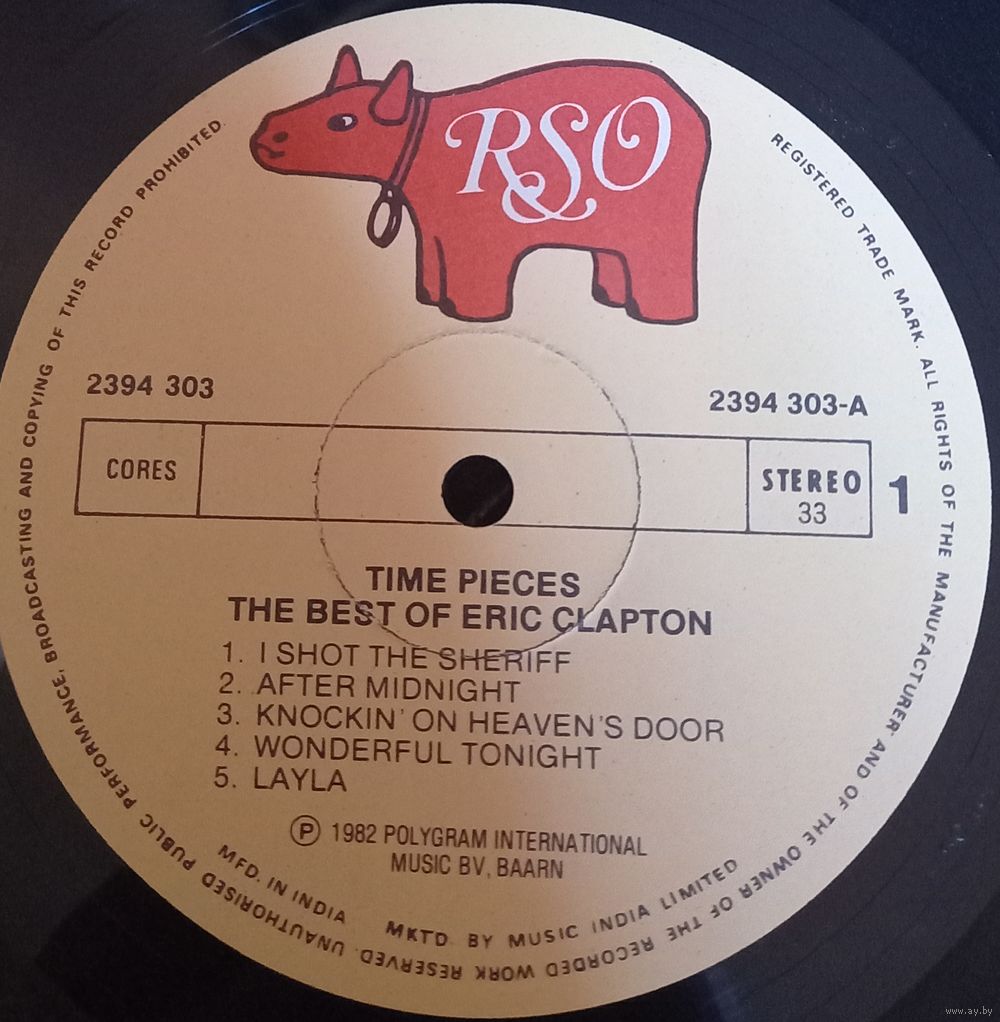 RSO
REGISTERED TRADE MARK. ALL RIGHTS OF THE MANUFACTURER AND OF THE OWNER OF THE RECORDED WORK RESERVED. UNAUTHORISED PUBLIC PERFORMANCE, BROADCASTING AND COPYING OF THIS RECORD PROHIBITED.
2394 303
2394 303-A
CORES
STEREO
33
1
TIME PIECES
THE BEST OF ERIC CLAPTON
1. I SHOT THE SHERIFF
2. AFTER MIDNIGHT
3. KNOCKIN' ON HEAVEN'S DOOR
4. WONDERFUL TONIGHT
5. LAYLA
Ⓟ 1982 POLYGRAM INTERNATIONAL
MUSIC BV, BAARN
MFD. IN INDIA MKTD. BY MUSIC INDIA LIMITED
www.ay.by